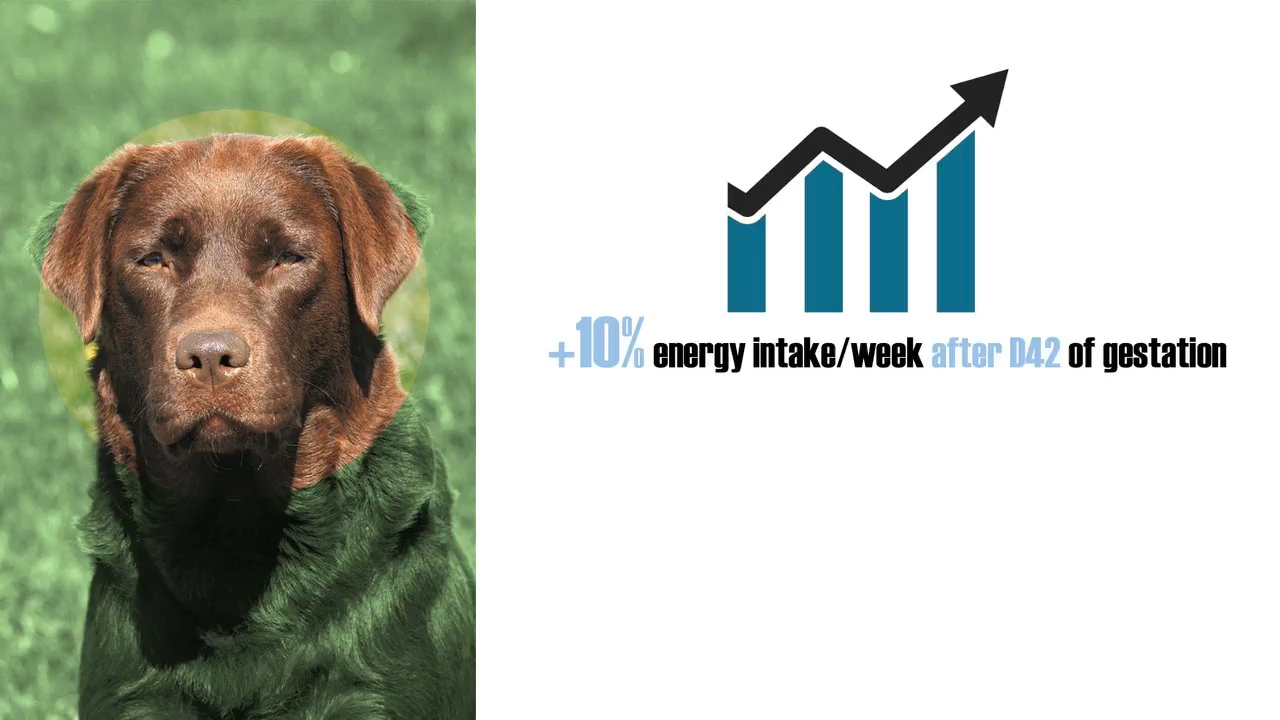 +10% energy intake/week after D42 of gestation